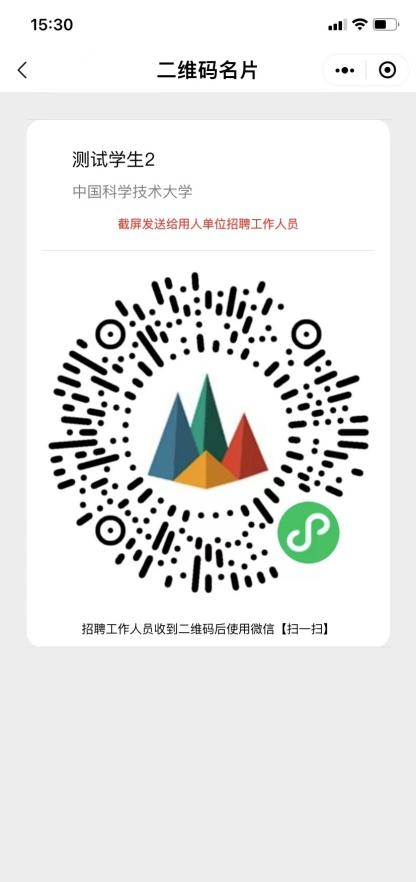 15:30
二维码名片
测试学生2
中国科学技术大学
截屏发送给用人单位招聘工作人员
招聘工作人员收到二维码后使用微信【扫一扫】